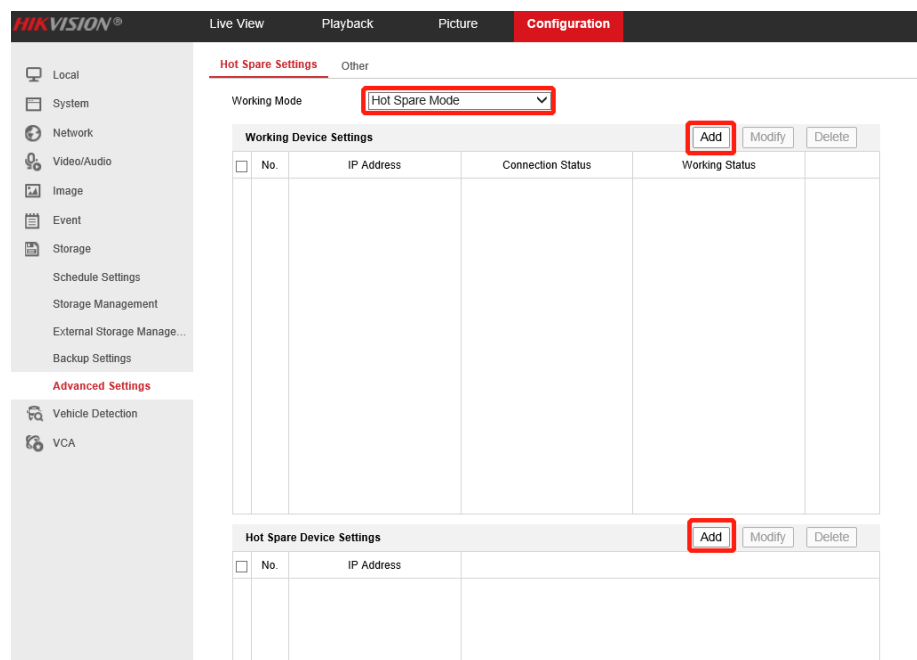 HIKVISION® Live View Playback Picture Configuration
Hot Spare Settings Other
Local
System
Network
Video/Audio
Image
Event
Storage
Schedule Settings
Storage Management
External Storage Manage...
Backup Settings
Advanced Settings
Vehicle Detection
VCA
Working Mode Hot Spare Mode
Working Device Settings Add Modify Delete
No. IP Address Connection Status Working Status
Hot Spare Device Settings Add Modify Delete
No. IP Address